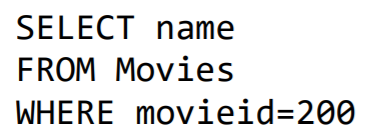 SELECT name
FROM Movies
WHERE movieid=200